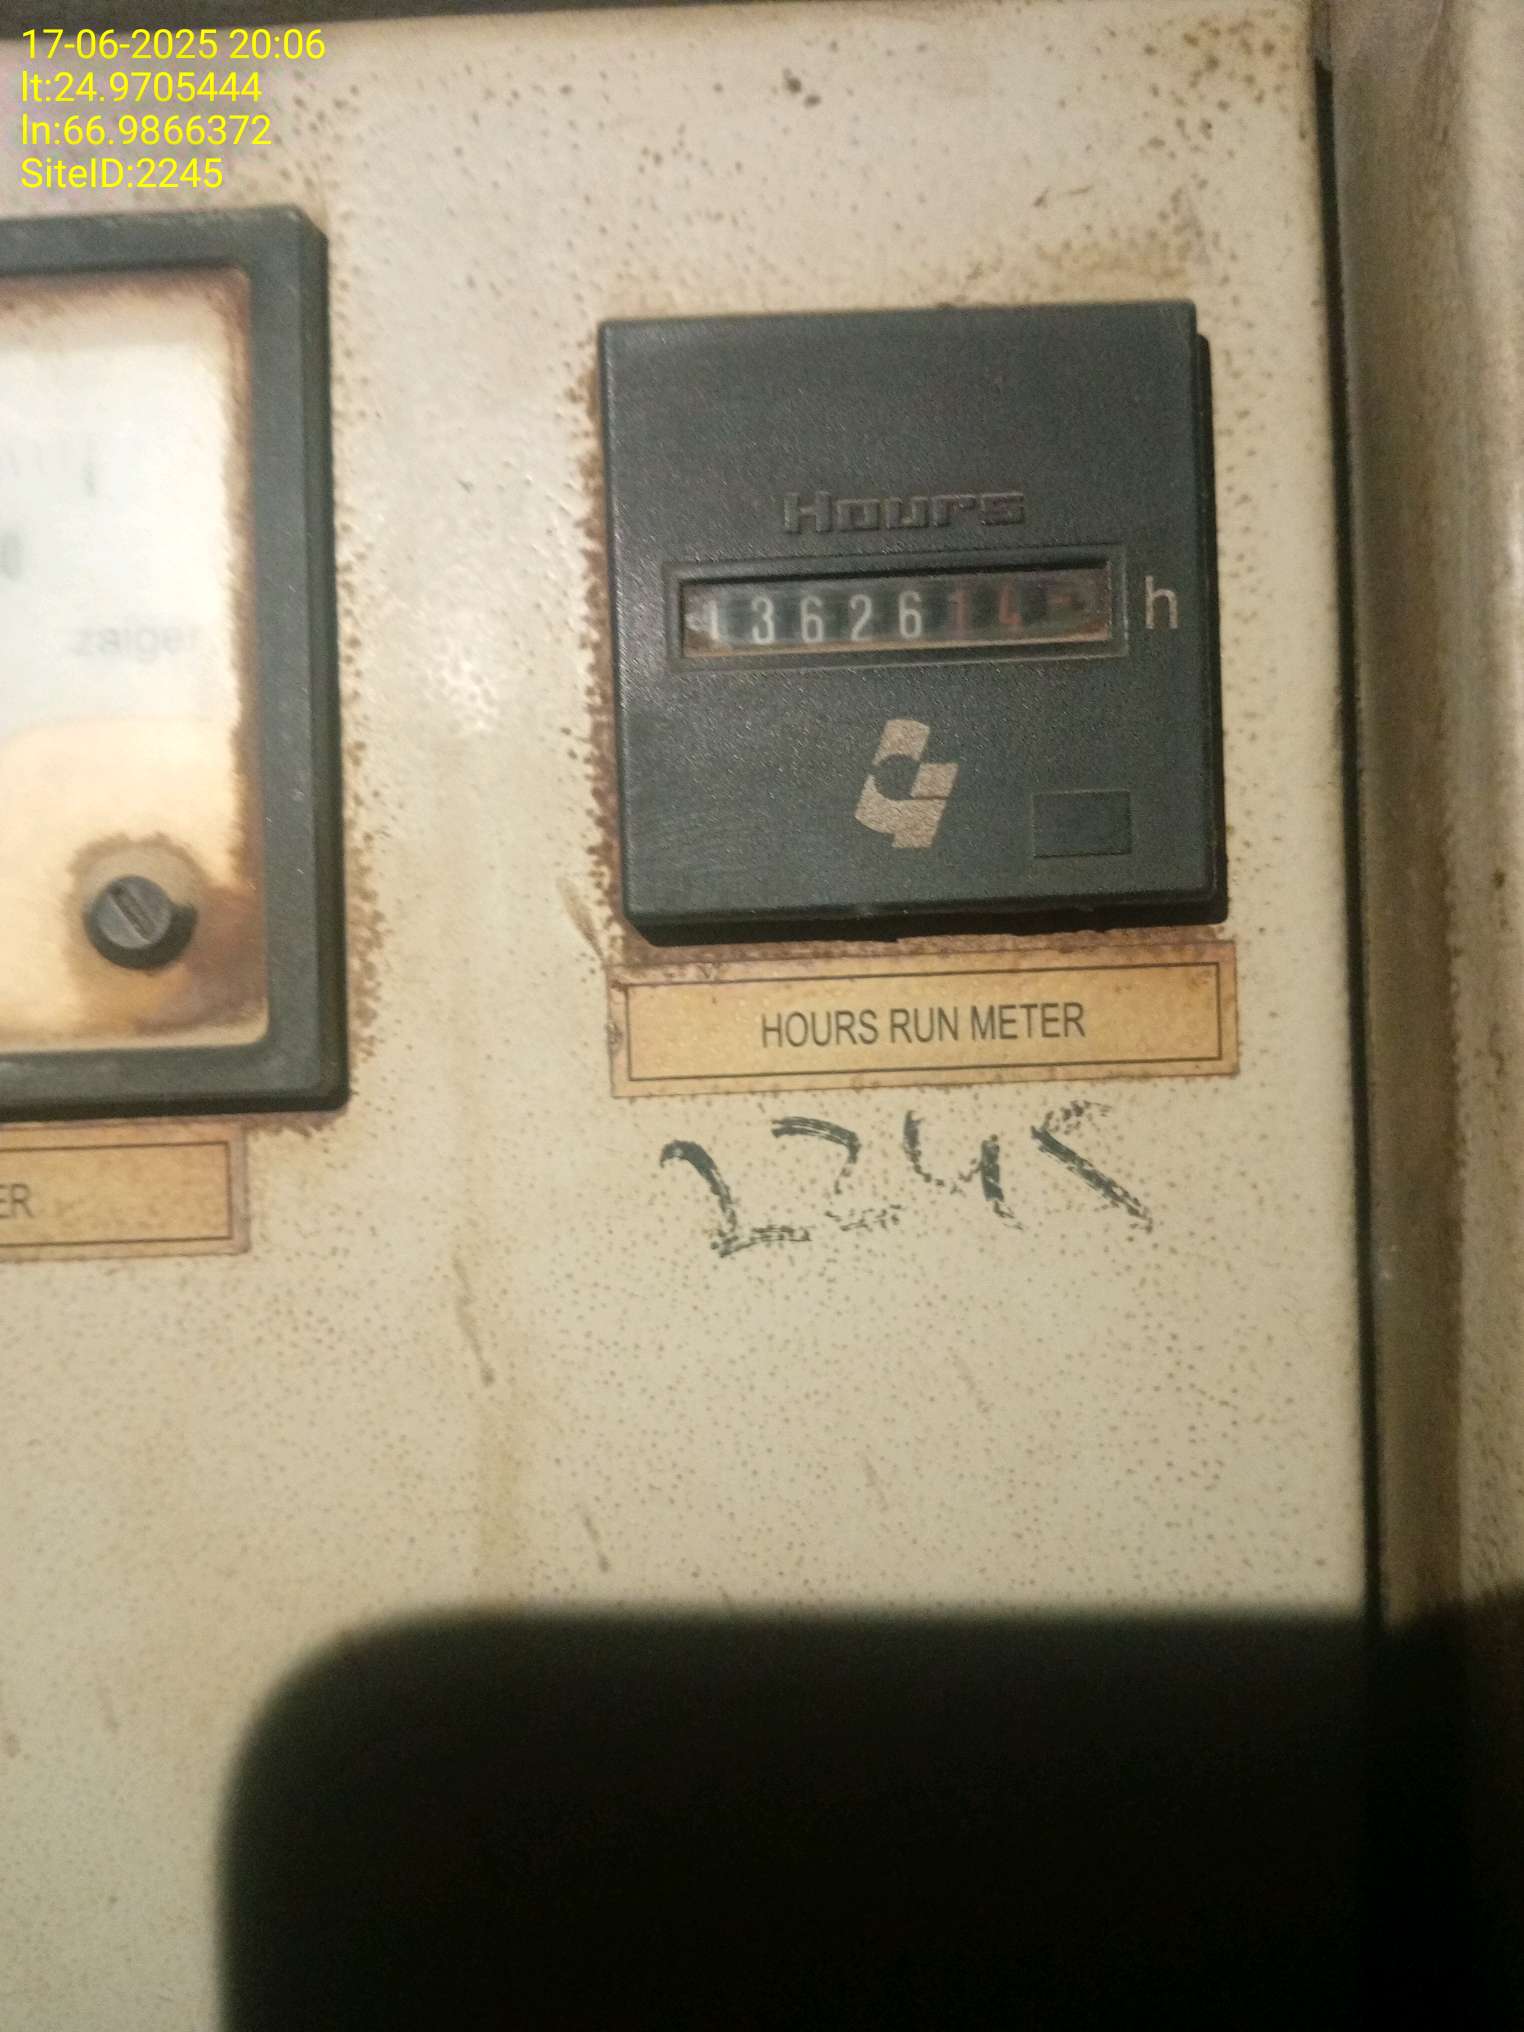 17-06-2025 20:06
lt:24.9705444
ln:66.9866372
SiteID:2245
Hours
1362614
h
zaiger
HOURS RUN METER
ER
2245